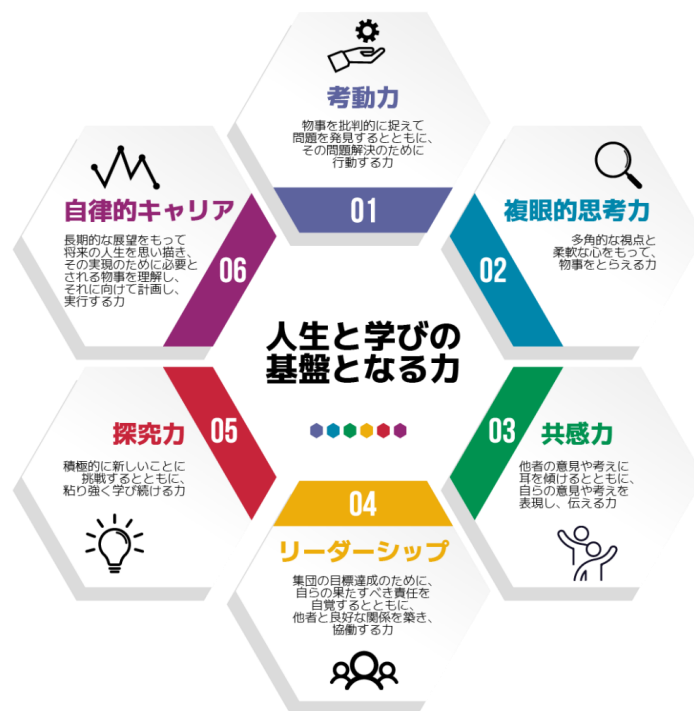 人生と学びの
基盤となる力
考動力
物事を批判的に捉えて
問題を発見するとともに、
その問題解決のために
行動する力
01
複眼的思考力
多角的な視点と
柔軟な心をもって、
物事をとらえる力
02
03
共感力
他者の意見や考えに
耳を傾けるとともに、
自らの意見や考えを
表現し、伝える力
04
リーダーシップ
集団の目標達成のために、
自らの果たすべき責任を
自覚するとともに、
他者と良好な関係を築き、
協働する力
05
探究力
積極的に新しいことに
挑戦するとともに、
粘り強く学び続ける力
06
自律的キャリア
長期的な展望をもって
将来の人生を思い描き、
その実現のために必要と
される物事を理解し、
それに向けて計画し、
実行する力